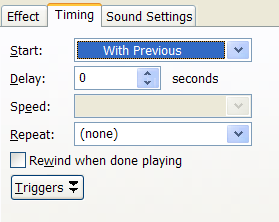 Effect Timing Sound Settings
Start: With Previous
Delay: 0 seconds
Speed:
Repeat: (none)
Rewind when done playing
Triggers